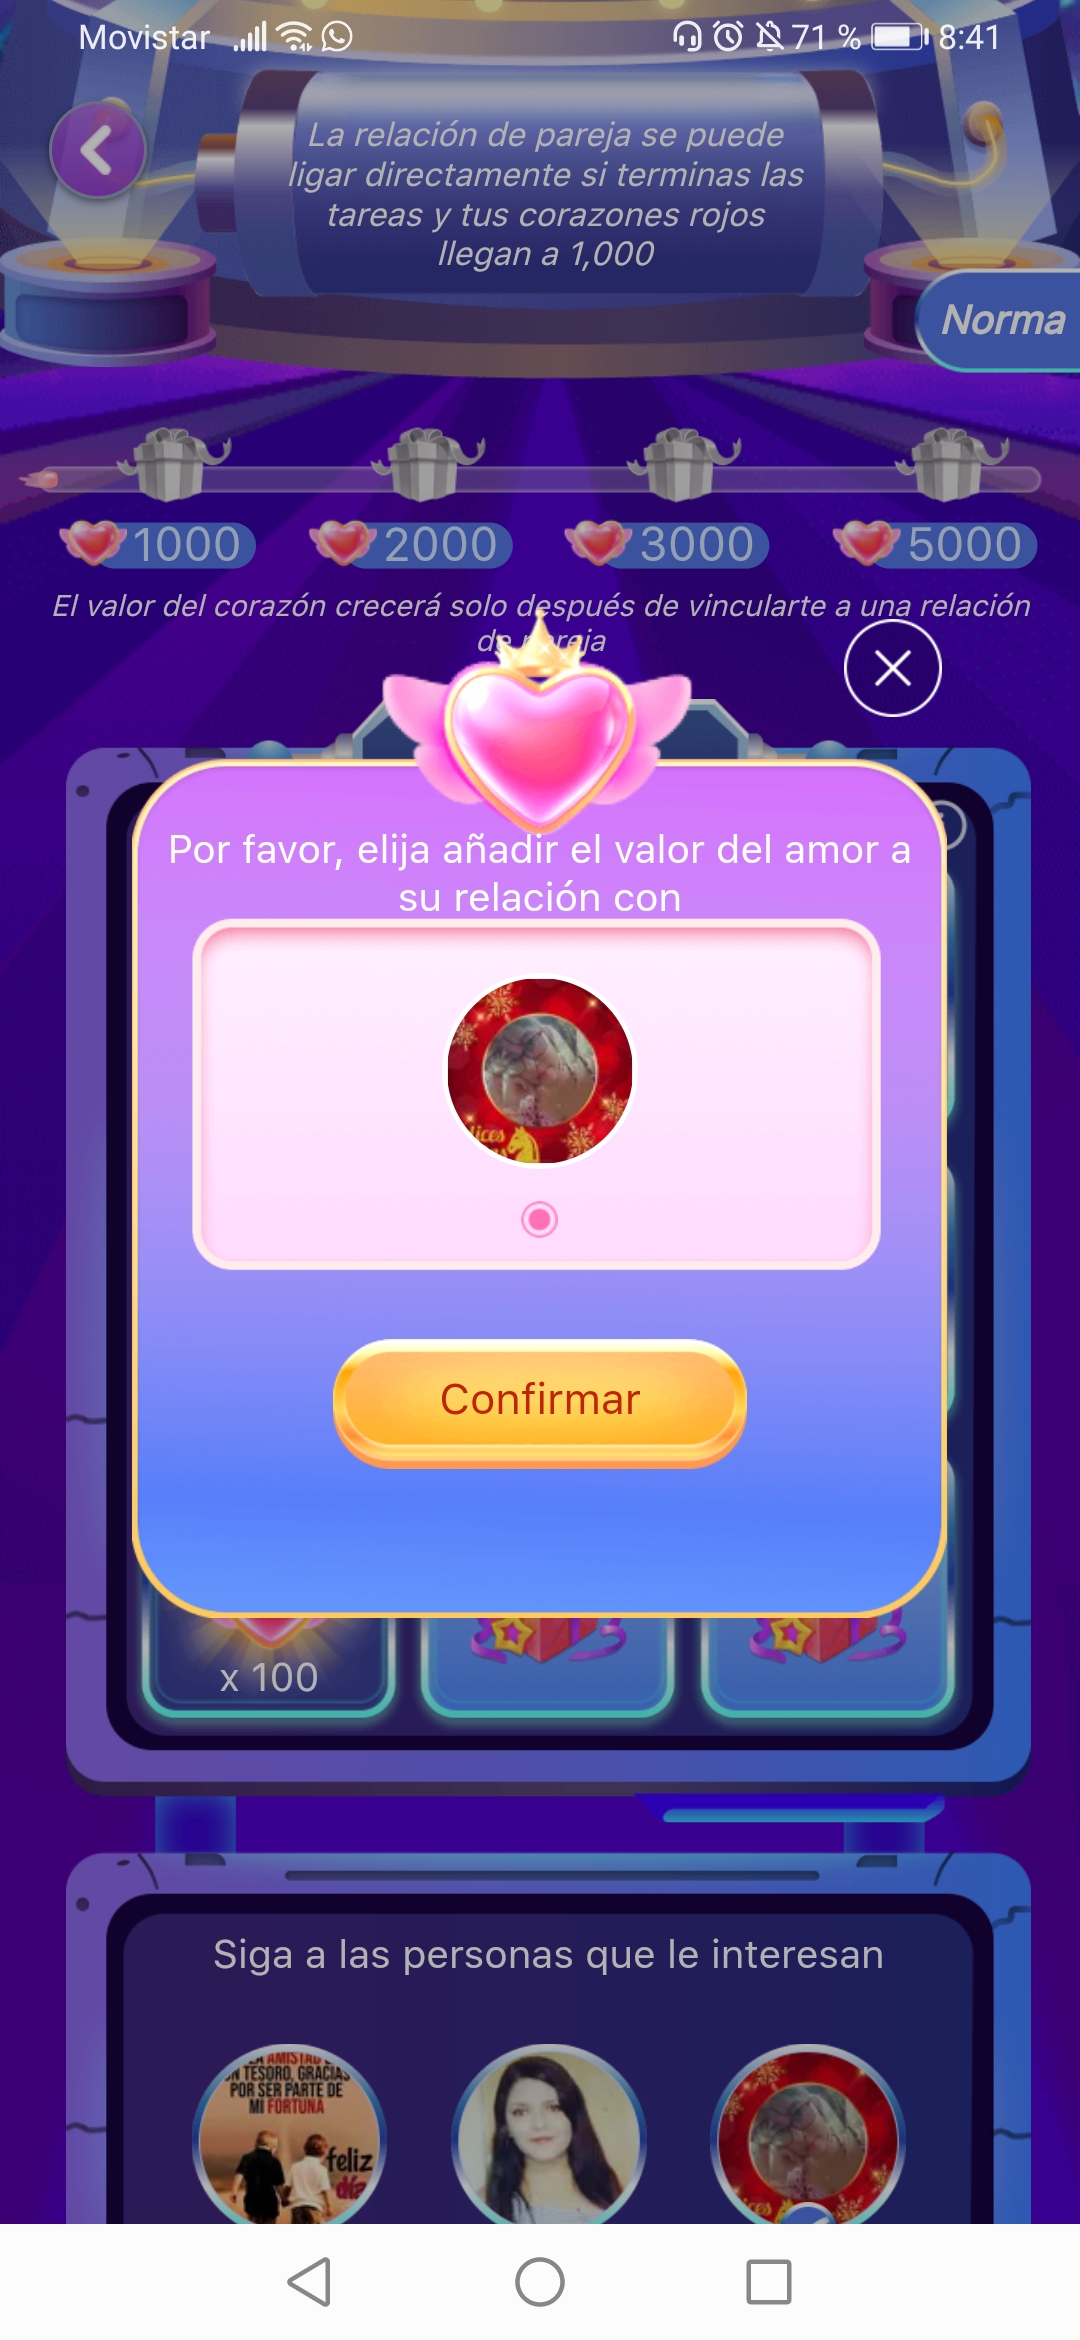 Movistar 71 % 8:41
La relación de pareja se puede
ligar directamente si terminas las
tareas y tus corazones rojos
llegan a 1,000
Norma
1000 2000 3000 5000
El valor del corazón crecerá solo después de vincularte a una relación
de pareja
Por favor, elija añadir el valor del amor a
su relación con
Confirmar
x 100
Siga a las personas que le interesan
AMISTAD
UN TESORO, GRACIAS
POR SER PARTE DE
MI FORTUNA
feliz
día